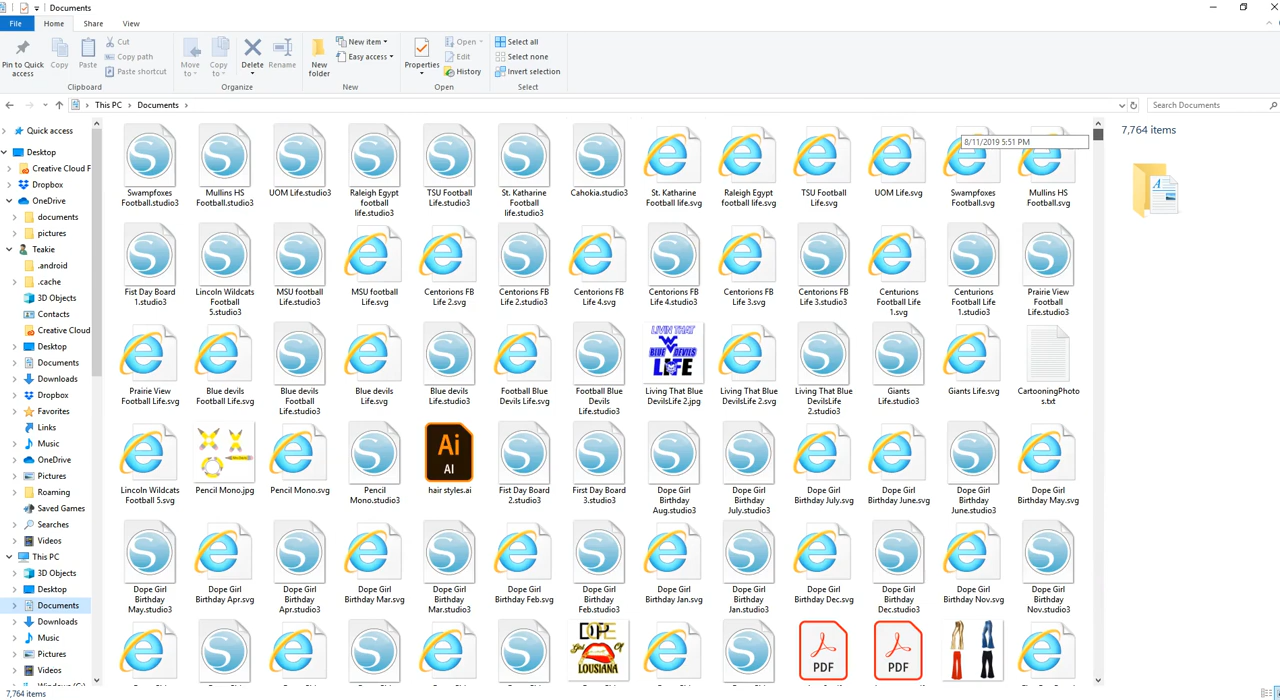 Documents
File Home Share View
Pin to Quick access
Copy
Paste
Cut
Copy path
Paste shortcut
Clipboard
Move to
Copy to
Delete
Rename
Organize
New folder
New item
Easy access
New
Properties
Open
Edit
History
Open
Select all
Select none
Invert selection
Select
This PC Documents
Search Documents
Quick access
Desktop
Creative Cloud F
Dropbox
OneDrive
documents
pictures
Teakie
.android
.cache
3D Objects
Contacts
Creative Cloud
Desktop
Documents
Downloads
Dropbox
Favorites
Links
Music
OneDrive
Pictures
Roaming
Saved Games
Searches
Videos
This PC
3D Objects
Desktop
Documents
Downloads
Music
Pictures
Videos
7,764 items
8/11/2019 5:51 PM
7,764 items
Swampfoxes Football.studio3
Mullins HS Football.studio3
UOM Life.studio3
Raleigh Egypt football life.studio3
TSU Football Life.studio3
St. Katharine Football life.studio3
Cahokia.studio3
St. Katharine Football life.svg
Raleigh Egypt football life.svg
TSU Football Life.svg
UOM Life.svg
Swampfoxes Football.svg
Mullins HS Football.svg
Fist Day Board 1.studio3
Lincoln Wildcats Football 5.studio3
MSU football Life.studio3
MSU football Life.svg
Centorions FB Life 2.svg
Centorions FB Life 2.studio3
Centorions FB Life 4.svg
Centorions FB Life 4.studio3
Centorions FB Life 3.svg
Centorions FB Life 3.studio3
Centurions Football Life 1.svg
Centurions Football Life 1.studio3
Prairie View Football Life.studio3
Prairie View Football Life.svg
Blue devils Football Life.svg
Blue devils Football Life.studio3
Blue devils Life.svg
Blue devils Life.studio3
Football Blue Devils Life.svg
Football Blue Devils Life.studio3
LIVIN THAT
BLUE DEVILS
LIFE
Living That Blue DevilsLife 2.jpg
Living That Blue DevilsLife 2.svg
Living That Blue DevilsLife 2.studio3
Giants Life.studio3
Giants Life.svg
CartooningPhotos.txt
Lincoln Wildcats Football 5.svg
Pencil Mono.jpg
Pencil Mono.svg
Pencil Mono.studio3
Ai
AI
hair styles.ai
Fist Day Board 2.studio3
First Day Board 3.studio3
Dope Girl Birthday Aug.studio3
Dope Girl Birthday July.studio3
Dope Girl Birthday July.svg
Dope Girl Birthday June.svg
Dope Girl Birthday June.studio3
Dope Girl Birthday May.svg
Dope Girl Birthday May.studio3
Dope Girl Birthday Apr.svg
Dope Girl Birthday Apr.studio3
Dope Girl Birthday Mar.svg
Dope Girl Birthday Mar.studio3
Dope Girl Birthday Feb.svg
Dope Girl Birthday Feb.studio3
Dope Girl Birthday Jan.svg
Dope Girl Birthday Jan.studio3
Dope Girl Birthday Dec.svg
Dope Girl Birthday Dec.studio3
Dope Girl Birthday Nov.svg
Dope Girl Birthday Nov.studio3
DOPE
LOUSIANA
PDF
PDF